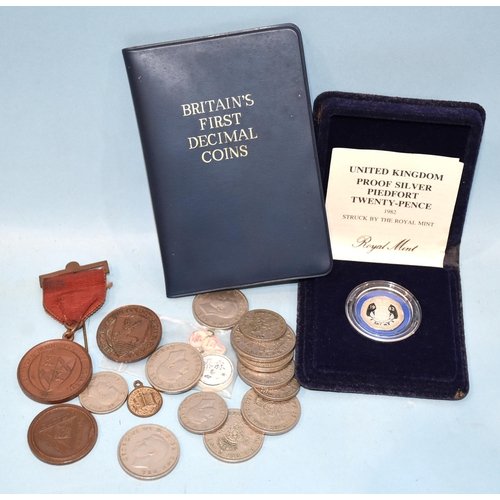 BRITAIN'S
FIRST
DECIMAL
COINS
UNITED KINGDOM
PROOF SILVER
PIEDFORT
TWENTY-PENCE
1982
STRUCK BY THE ROYAL MINT
Royal Mint